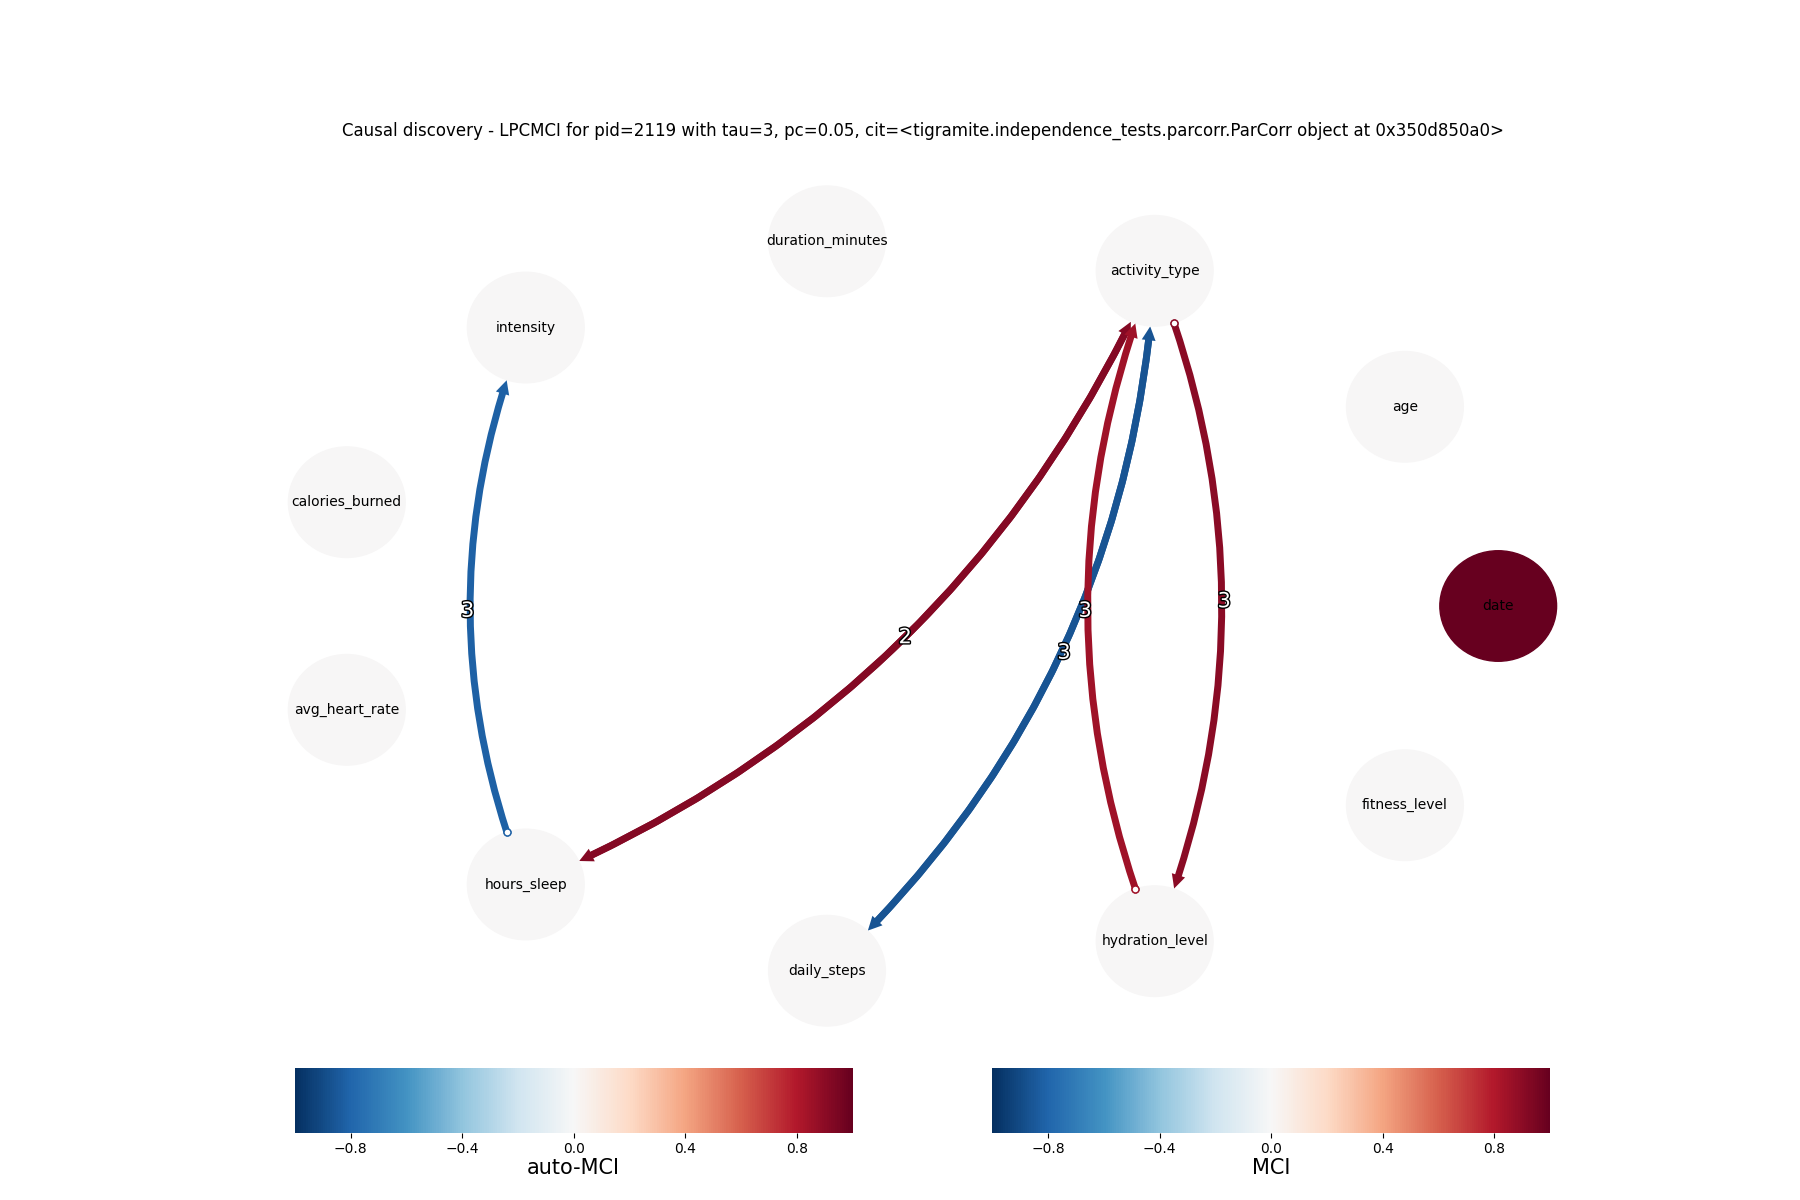 Causal discovery - LPCMCI for pid=2119 with tau=3, pc=0.05, cit=<tigramite.independence_tests.parcorr.ParCorr object at 0x350d850a0>
duration_minutes
activity_type
intensity
age
calories_burned
date
3
3
3
2
3
avg_heart_rate
fitness_level
hours_sleep
hydration_level
daily_steps
−0.8 −0.4 0.0 0.4 0.8
auto-MCI
−0.8 −0.4 0.0 0.4 0.8
MCI